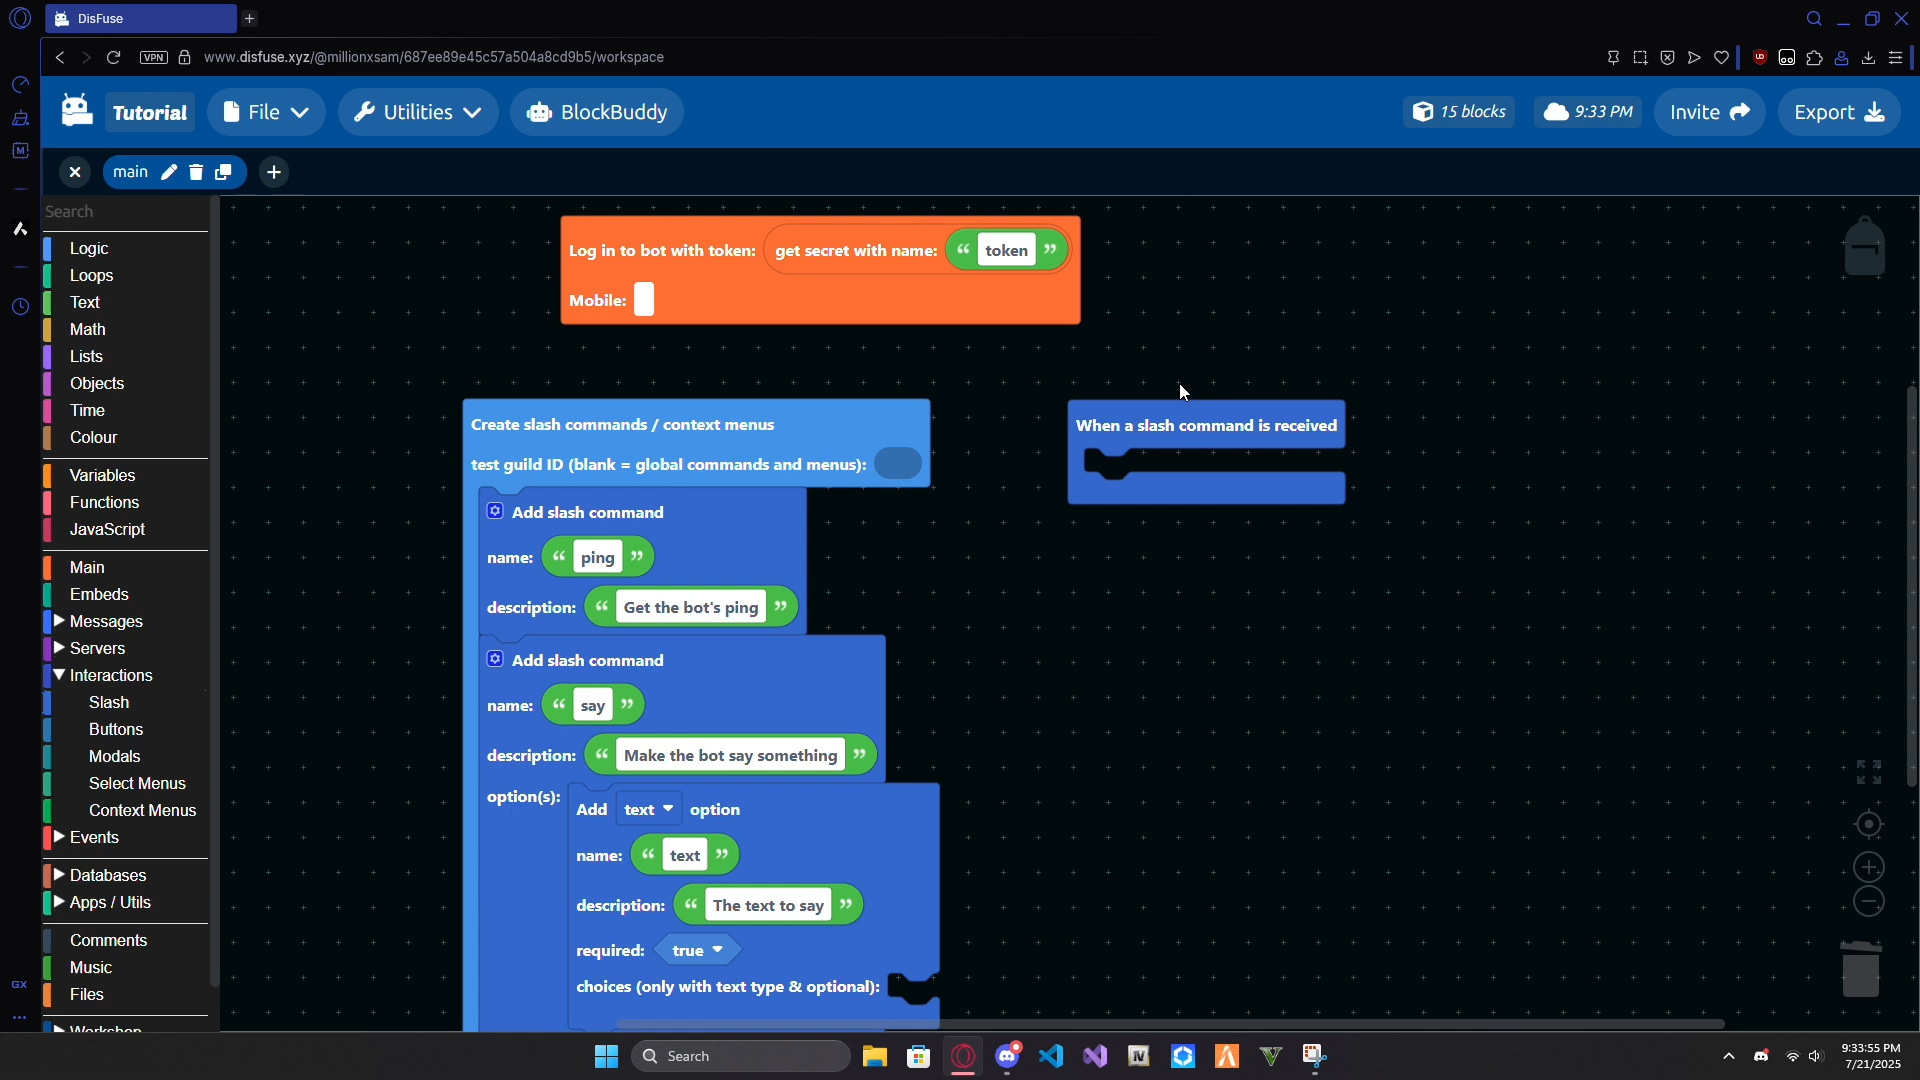 DisFuse
VPN
www.disfuse.xyz/@millionxsam/687ee89e45c57a504a8cd9b5/workspace
Tutorial
File
Utilities
BlockBuddy
15 blocks
9:33 PM
Invite
Export
main
Search
Logic
Loops
Text
Math
Lists
Objects
Time
Colour
Variables
Functions
JavaScript
Main
Embeds
Messages
Servers
Interactions
Slash
Buttons
Modals
Select Menus
Context Menus
Events
Databases
Apps / Utils
Comments
Music
Files
Workshop
GX
Log in to bot with token: get secret with name: “ token ”
Mobile:
Create slash commands / context menus
test guild ID (blank = global commands and menus):
Add slash command
name: “ ping ”
description: “ Get the bot's ping ”
Add slash command
name: “ say ”
description: “ Make the bot say something ”
option(s): Add text option
name: “ text ”
description: “ The text to say ”
required: true
choices (only with text type & optional):
When a slash command is received
Search
9:33:55 PM
7/21/2025